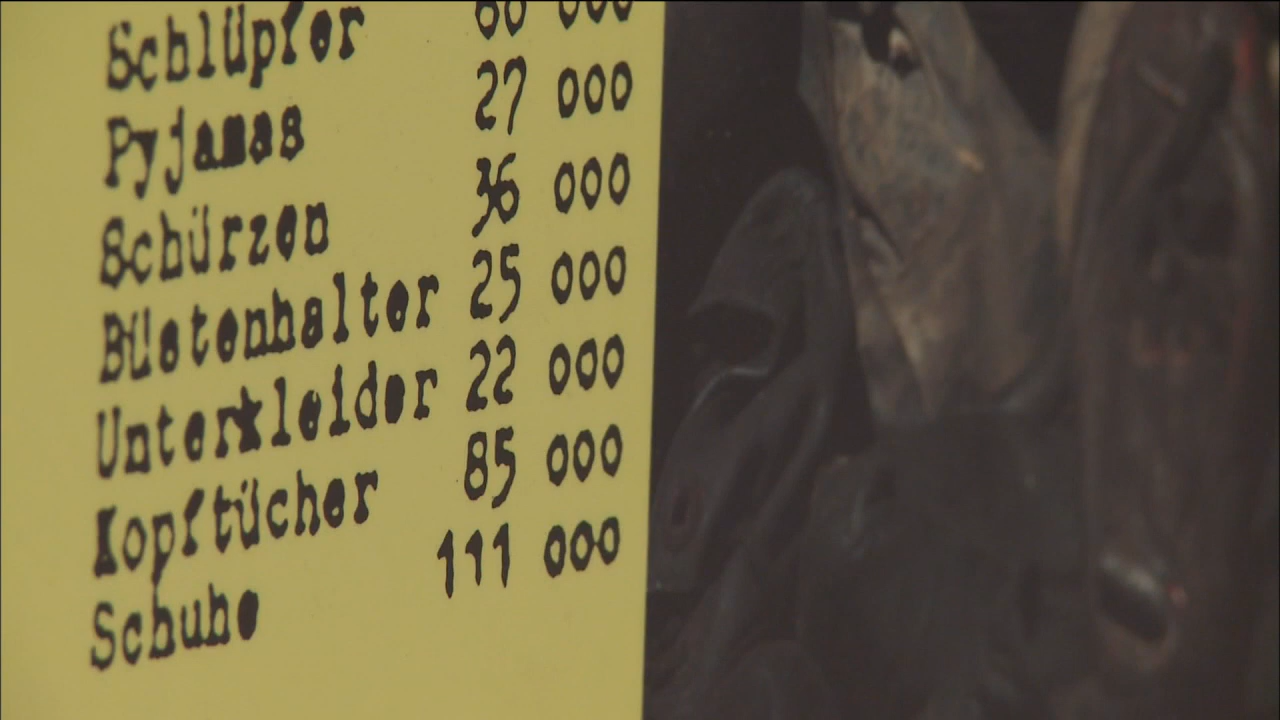 Schlüpfer
Pyjamas 27 000
Schürzen 36 000
Büstenhalter 25 000
Unterkleider 22 000
Kopftücher 85 000
Schuhe 111 000